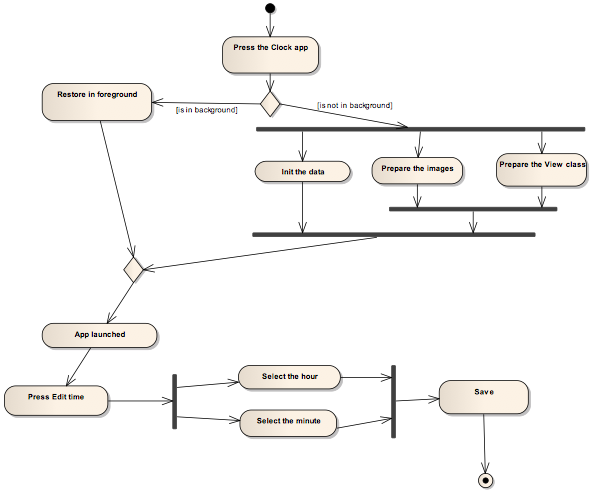 Press the Clock app
Restore in foreground
[is in background]
[is not in background]
Init the data
Prepare the images
Prepare the View class
App launched
Press Edit time
Select the hour
Select the minute
Save